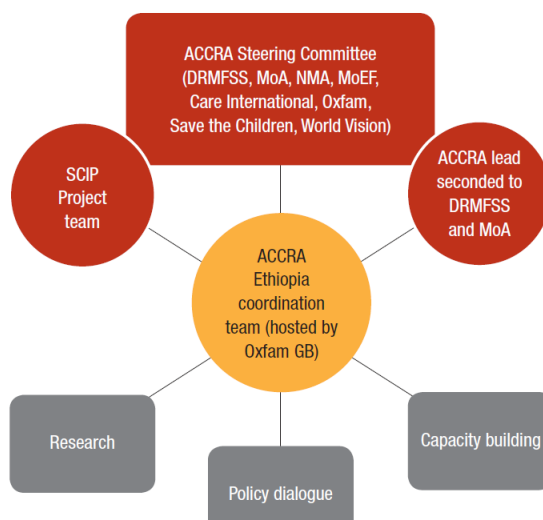 ACCRA Steering Committee
(DRMFSS, MoA, NMA, MoEF,
Care International, Oxfam,
Save the Children, World Vision)
SCIP
Project
team
ACCRA lead
seconded to
DRMFSS
and MoA
ACCRA
Ethiopia
coordination
team (hosted by
Oxfam GB)
Research
Policy dialogue
Capacity building